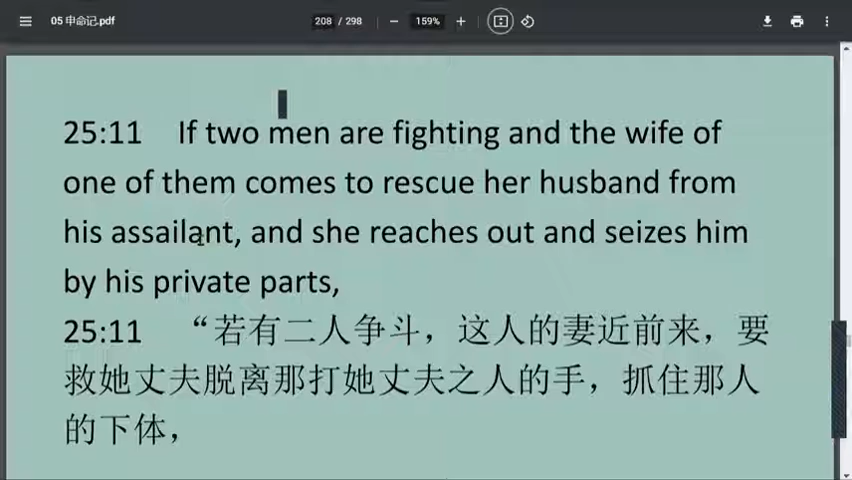 05 申命记.pdf
208 / 298
159%
25:11 If two men are fighting and the wife of
one of them comes to rescue her husband from
his assailant, and she reaches out and seizes him
by his private parts,
25:11 “若有二人争斗，这人的妻近前来，要
救她丈夫脱离那打她丈夫之人的手，抓住那人
的下体，